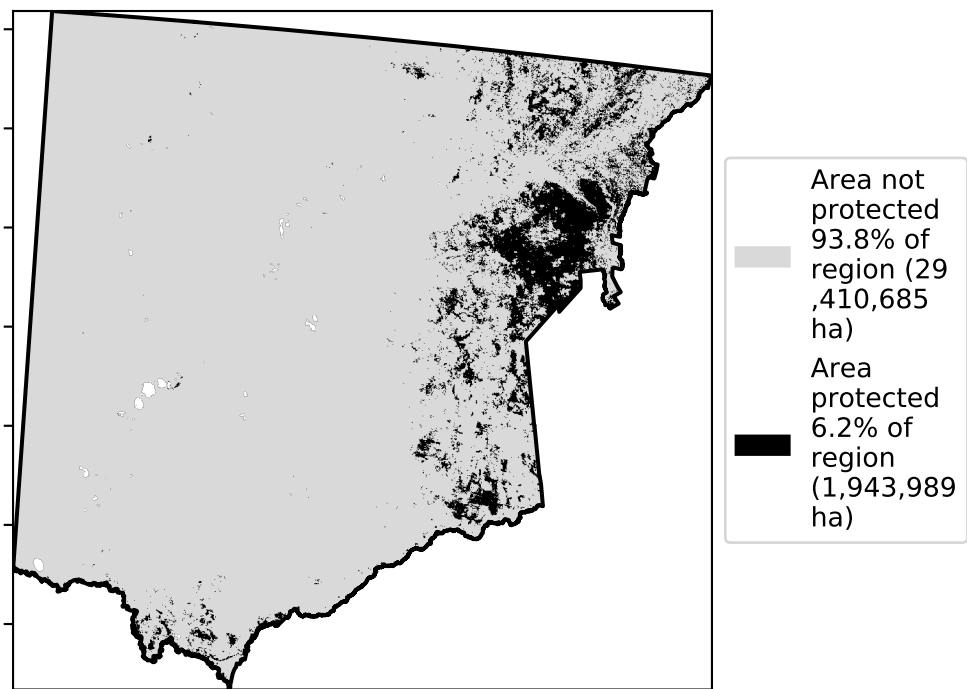 Area not
protected
93.8% of
region (29
,410,685
ha)
Area
protected
6.2% of
region
(1,943,989
ha)